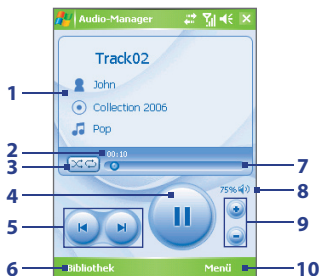 Audio-Manager
Track02
1
John
Collection 2006
Pop
2
00:10
3
7
4
75%
8
5
9
6
Bibliothek
Menü
10